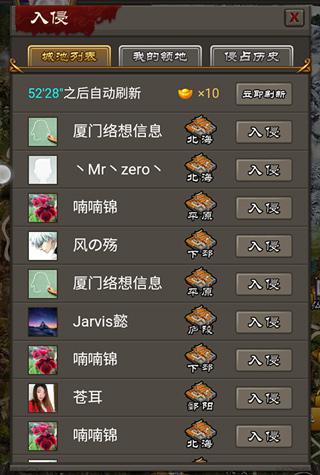 入侵
城池列表 我的领地 侵占历史
52'28"之后自动刷新 ×10 立即刷新
厦门络想信息 北海 入侵
丶Mr丶zero丶 北海 入侵
喃喃锦 平原 入侵
风の殇 下邳 入侵
厦门络想信息 平原 入侵
Jarvis懿 庐陵 入侵
喃喃锦 下邳 入侵
苍耳 鄱阳 入侵
喃喃锦 北海 入侵